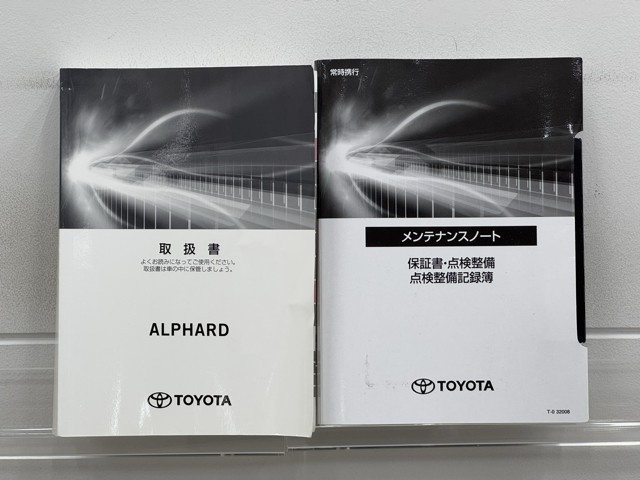 取扱書
よくお読みになってご使用ください。
取扱書は車の中に保管しましょう。
ALPHARD
TOYOTA
常時携行
メンテナンスノート
保証書・点検整備
点検整備記録簿
TOYOTA
T-0 32008